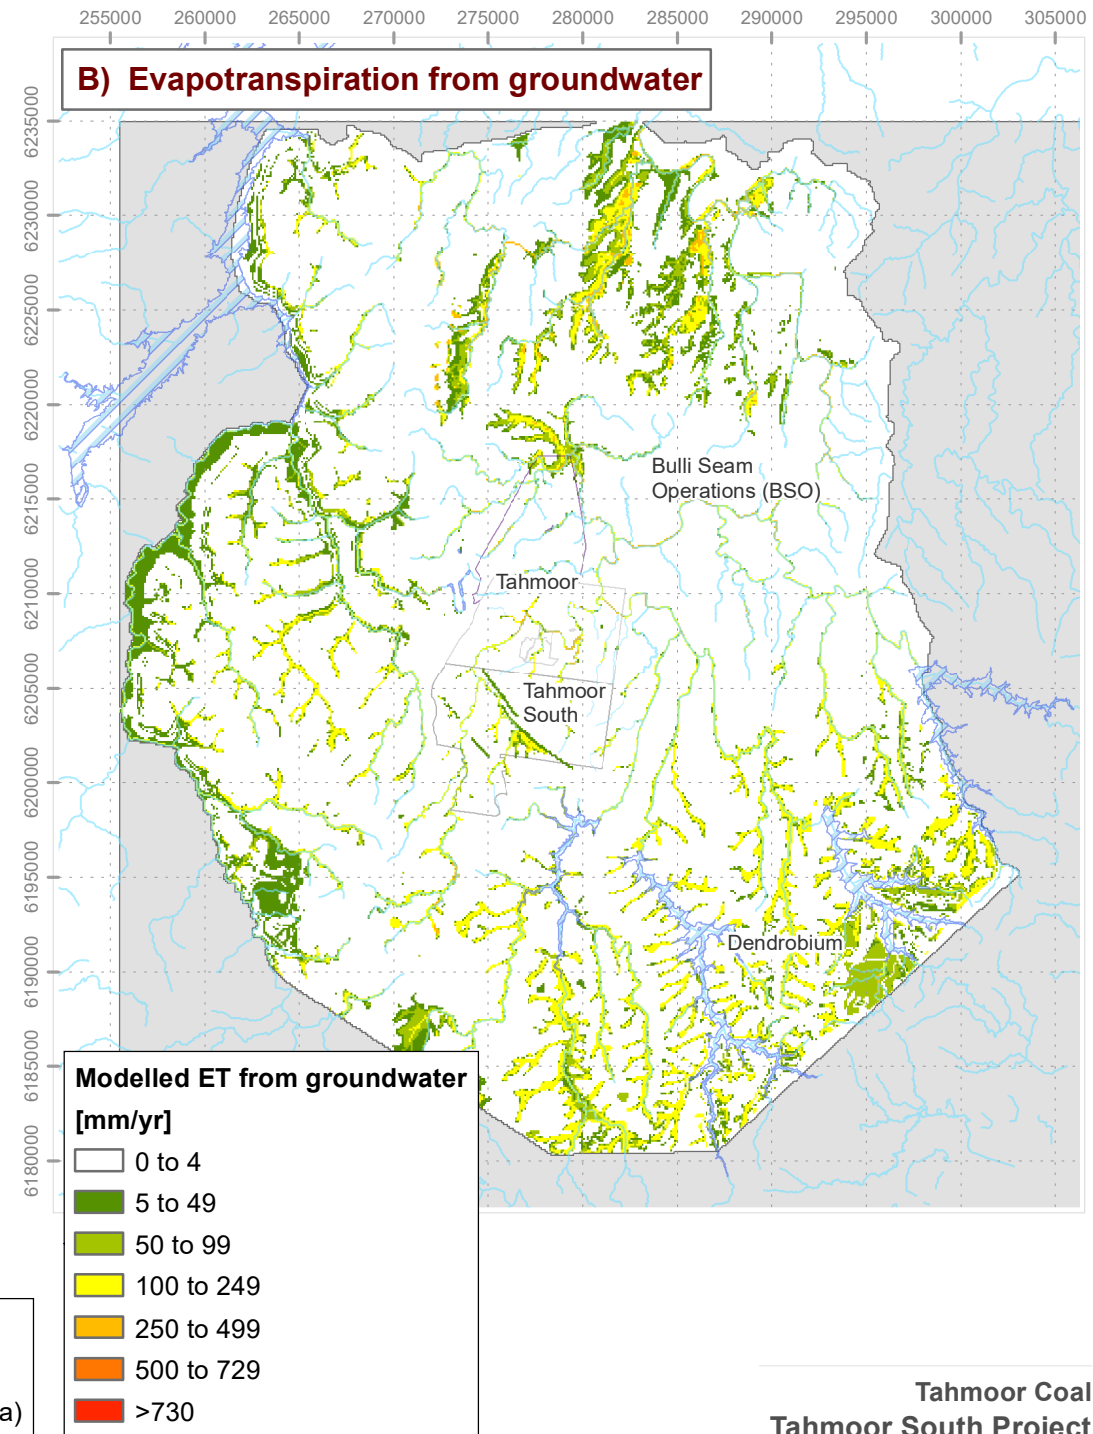 255000 260000 265000 270000 275000 280000 285000 290000 295000 300000 305000
B) Evapotranspiration from groundwater
6235000
6230000
6225000
6220000
6215000
6210000
6205000
6200000
6195000
6190000
6185000
6180000
Bulli Seam
Operations (BSO)
Tahmoor
Tahmoor
South
Dendrobium
Modelled ET from groundwater
[mm/yr]
0 to 4
5 to 49
50 to 99
100 to 249
250 to 499
500 to 729
>730
a)
Tahmoor Coal
Tahmoor South Project